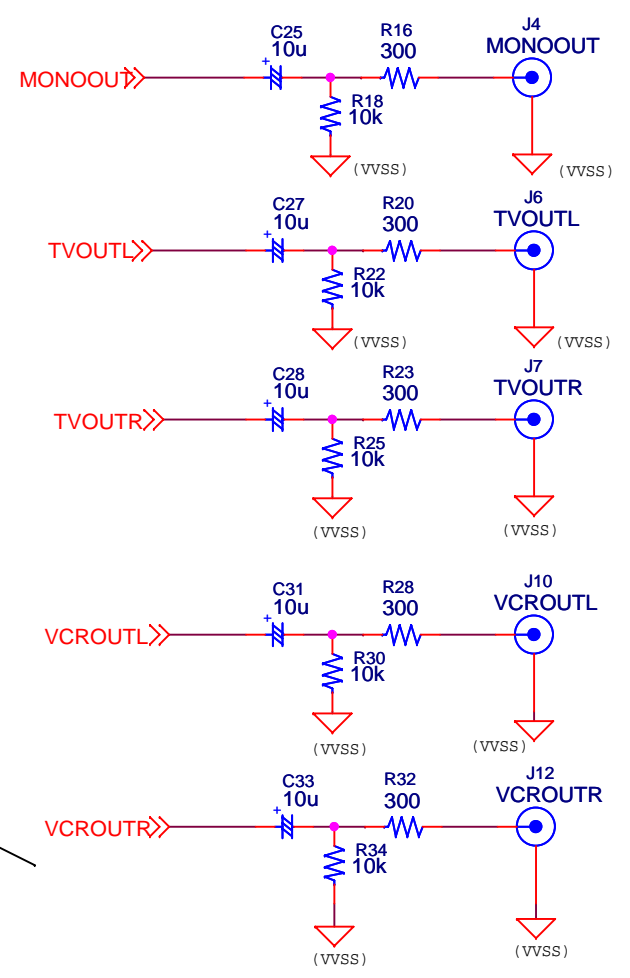 C25
10u
R16
300
J4
MONOOUT
MONOOUT
R18
10k
(VVSS)
(VVSS)
C27
10u
R20
300
J6
TVOUTL
TVOUTL
R22
10k
(VVSS)
(VVSS)
C28
10u
R23
300
J7
TVOUTR
TVOUTR
R25
10k
(VVSS)
(VVSS)
C31
10u
R28
300
J10
VCROUTL
VCROUTL
R30
10k
(VVSS)
(VVSS)
C33
10u
R32
300
J12
VCROUTR
VCROUTR
R34
10k
(VVSS)
(VVSS)